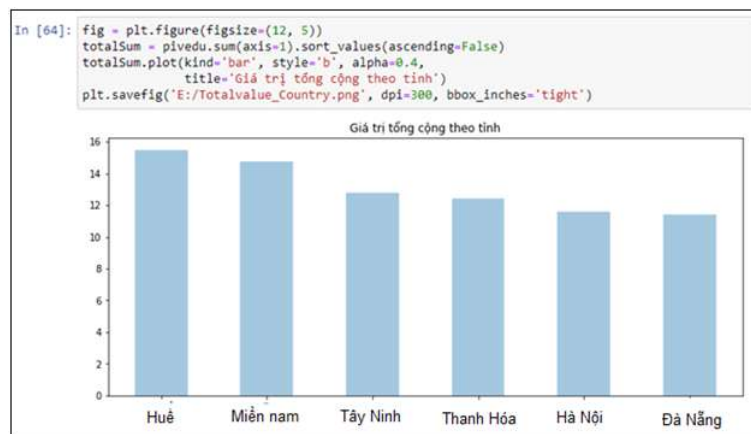 In [64]: fig = plt.figure(figsize=(12, 5))
totalSum = pivedu.sum(axis=1).sort_values(ascending=False)
totalSum.plot(kind='bar', style='b', alpha=0.4,
title='Giá trị tổng cộng theo tỉnh')
plt.savefig('E:/Totalvalue_Country.png', dpi=300, bbox_inches='tight')
Giá trị tổng cộng theo tỉnh
16
14
12
10
8
6
4
2
0
Huế Miền nam Tây Ninh Thanh Hóa Hà Nội Đà Nẵng